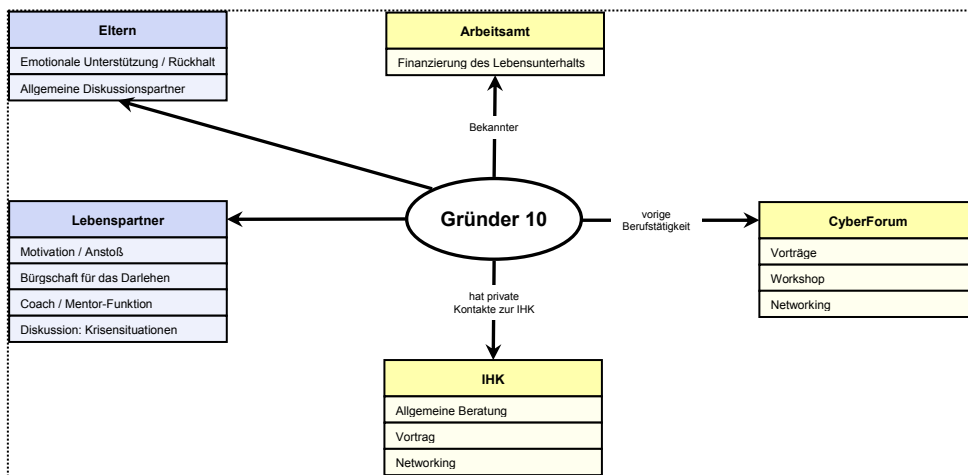 Eltern
Emotionale Unterstützung / Rückhalt
Allgemeine Diskussionspartner
Arbeitsamt
Finanzierung des Lebensunterhalts
Bekannter
Gründer 10
Lebenspartner
Motivation / Anstoß
Bürgschaft für das Darlehen
Coach / Mentor-Funktion
Diskussion: Krisensituationen
vorige
Berufstätigkeit
CyberForum
Vorträge
Workshop
Networking
hat private
Kontakte zur IHK
IHK
Allgemeine Beratung
Vortrag
Networking